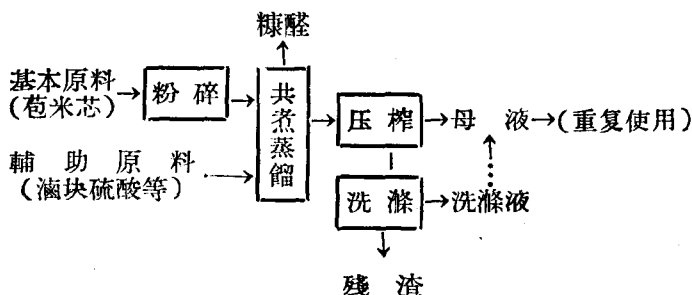 糠醛
↑
基本原料→粉碎→共煮蒸餾→压榨→母液→(重复使用)
(苞米芯)
輔助原料→
(滷块硫酸等)
洗滌→洗滌液
↓
殘渣